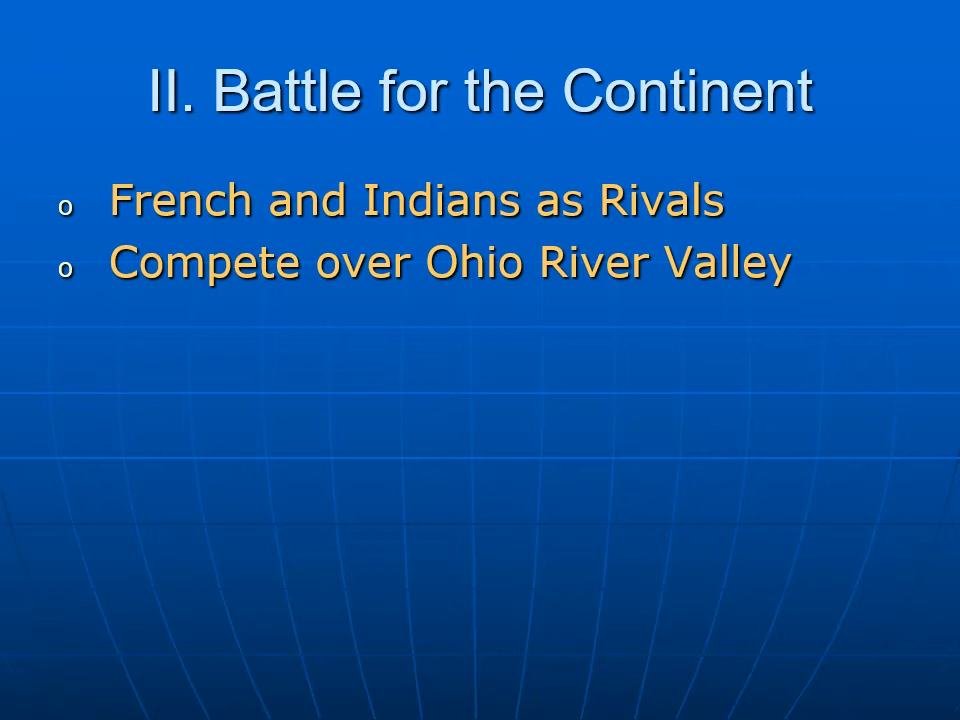 II. Battle for the Continent
o French and Indians as Rivals
o Compete over Ohio River Valley